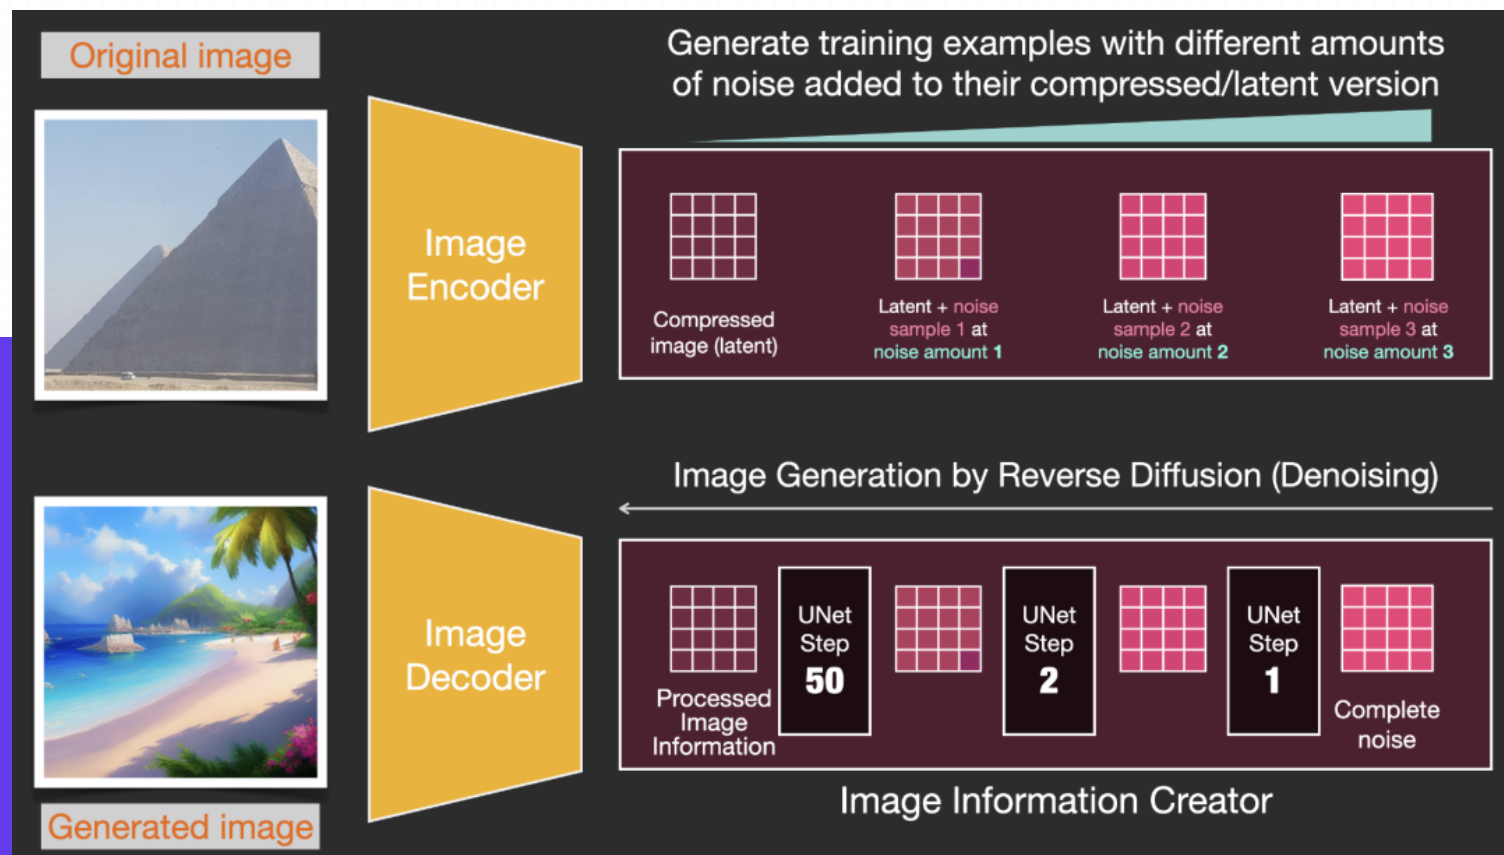 Original image
Generate training examples with different amounts
of noise added to their compressed/latent version
Image
Encoder
Compressed
image (latent)
Latent + noise
sample 1 at
noise amount 1
Latent + noise
sample 2 at
noise amount 2
Latent + noise
sample 3 at
noise amount 3
Image Generation by Reverse Diffusion (Denoising)
Image
Decoder
Processed
Image
Information
UNet
Step
50
UNet
Step
2
UNet
Step
1
Complete
noise
Image Information Creator
Generated image